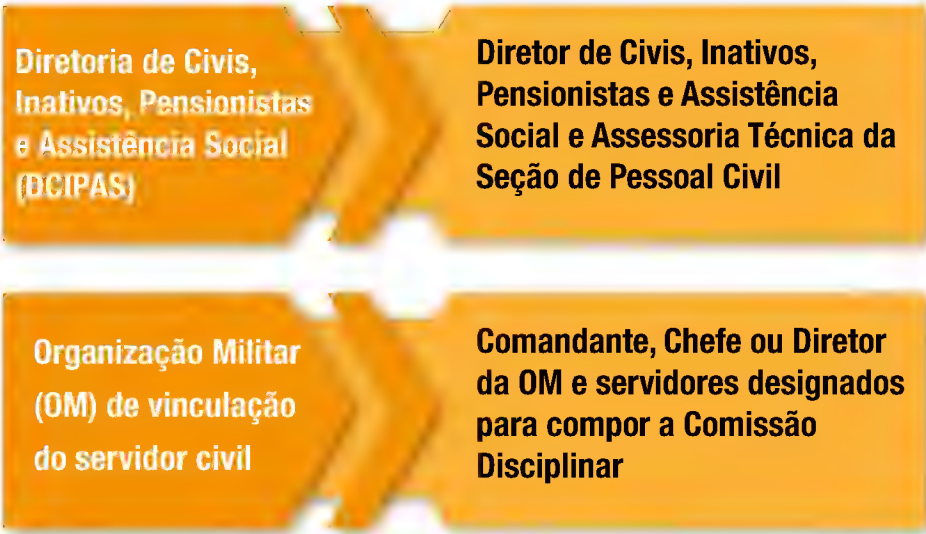 Diretoria de Civis,
Inativos, Pensionistas
e Assistência Social
(DCIPAS)
Diretor de Civis, Inativos,
Pensionistas e Assistência
Social e Assessoria Técnica da
Seção de Pessoal Civil
Organização Militar
(OM) de vinculação
do servidor civil
Comandante, Chefe ou Diretor
da OM e servidores designados
para compor a Comissão
Disciplinar